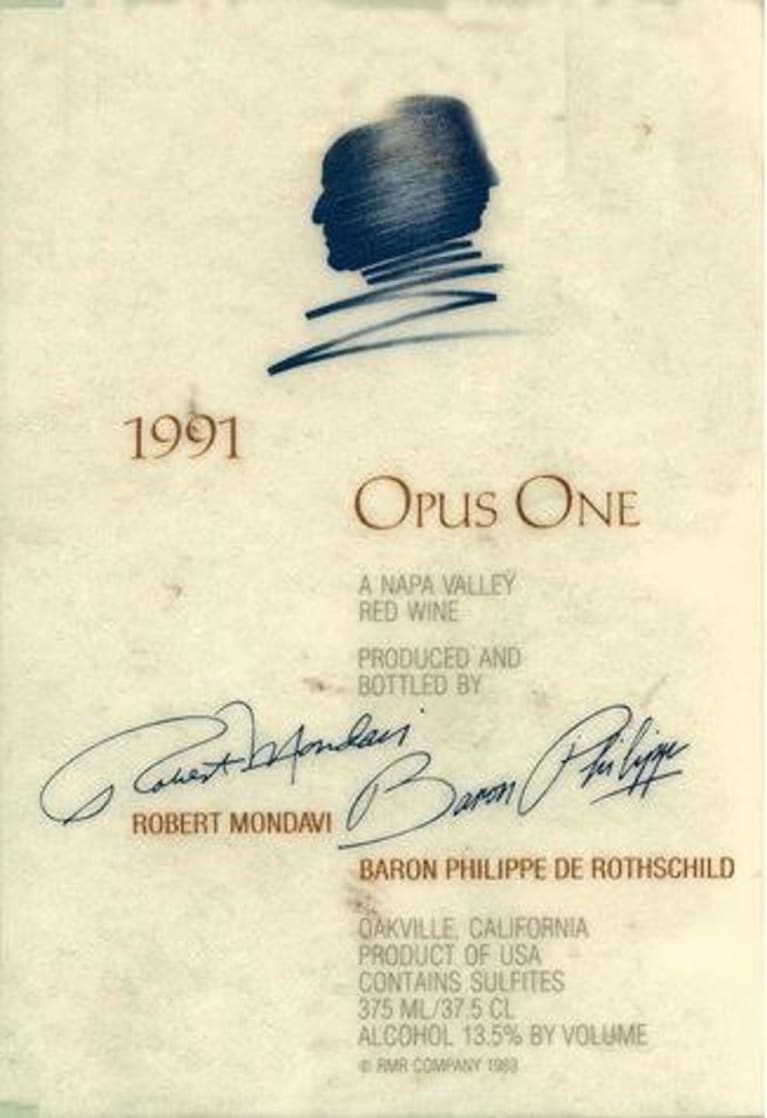 1991
OPUS ONE
A NAPA VALLEY
RED WINE
PRODUCED AND
BOTTLED BY
Robert Mondavi
Baron Philippe
ROBERT MONDAVI
BARON PHILIPPE DE ROTHSCHILD
OAKVILLE, CALIFORNIA
PRODUCT OF USA
CONTAINS SULFITES
375 ML/37.5 CL
ALCOHOL 13.5% BY VOLUME
© RMR COMPANY 1983